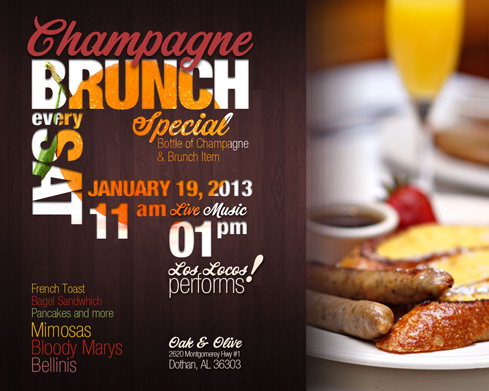 Champagne
BRUNCH
every
SAT
Special
Bottle of Champagne
& Brunch Item
JANUARY 19, 2013
11 am Live Music
01 pm
Los Locos
performs!
French Toast
Bagel Sandwhich
Pancakes and more
Mimosas
Bloody Marys
Bellinis
Oak & Olive
2620 Montgomerey Hwy #1
Dothan, AL 36303